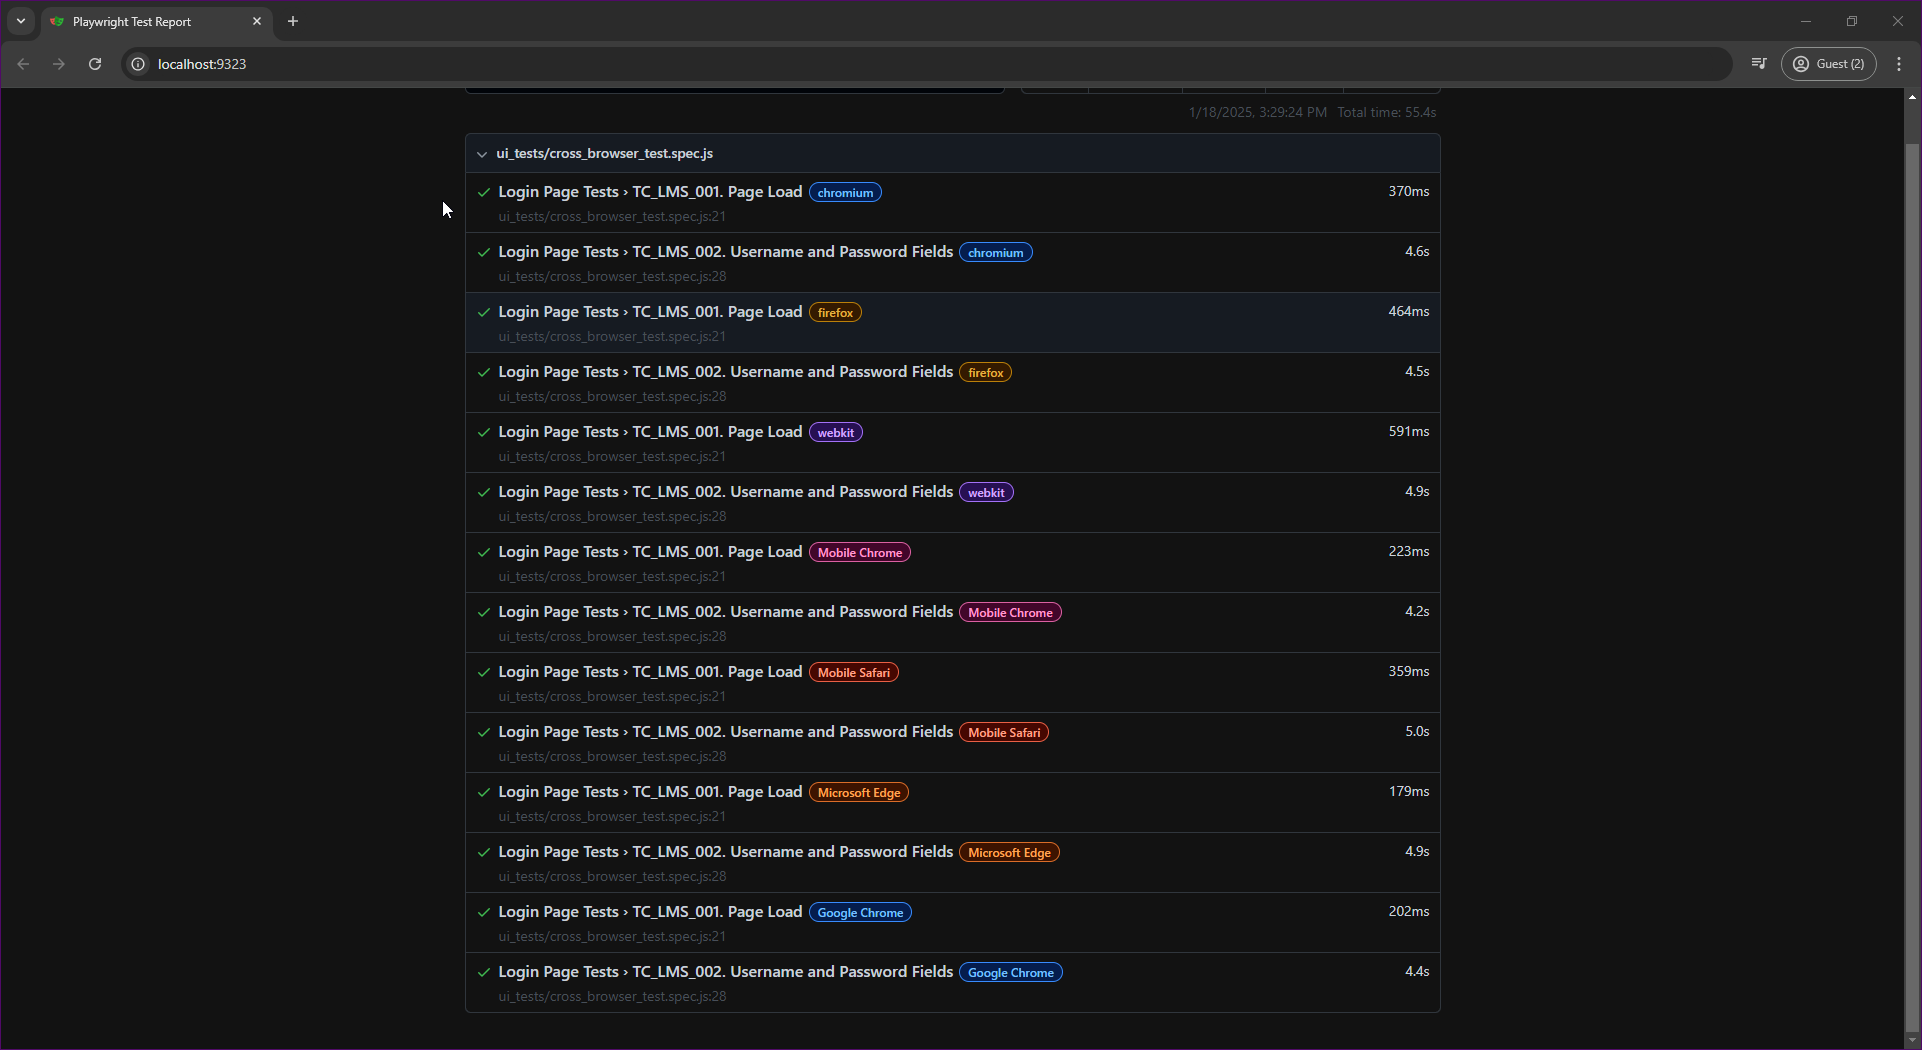 Playwright Test Report
localhost:9323
Guest (2)
1/18/2025, 3:29:24 PM Total time: 55.4s
ui_tests/cross_browser_test.spec.js
Login Page Tests › TC_LMS_001. Page Load chromium 370ms
ui_tests/cross_browser_test.spec.js:21
Login Page Tests › TC_LMS_002. Username and Password Fields chromium 4.6s
ui_tests/cross_browser_test.spec.js:28
Login Page Tests › TC_LMS_001. Page Load firefox 464ms
ui_tests/cross_browser_test.spec.js:21
Login Page Tests › TC_LMS_002. Username and Password Fields firefox 4.5s
ui_tests/cross_browser_test.spec.js:28
Login Page Tests › TC_LMS_001. Page Load webkit 591ms
ui_tests/cross_browser_test.spec.js:21
Login Page Tests › TC_LMS_002. Username and Password Fields webkit 4.9s
ui_tests/cross_browser_test.spec.js:28
Login Page Tests › TC_LMS_001. Page Load Mobile Chrome 223ms
ui_tests/cross_browser_test.spec.js:21
Login Page Tests › TC_LMS_002. Username and Password Fields Mobile Chrome 4.2s
ui_tests/cross_browser_test.spec.js:28
Login Page Tests › TC_LMS_001. Page Load Mobile Safari 359ms
ui_tests/cross_browser_test.spec.js:21
Login Page Tests › TC_LMS_002. Username and Password Fields Mobile Safari 5.0s
ui_tests/cross_browser_test.spec.js:28
Login Page Tests › TC_LMS_001. Page Load Microsoft Edge 179ms
ui_tests/cross_browser_test.spec.js:21
Login Page Tests › TC_LMS_002. Username and Password Fields Microsoft Edge 4.9s
ui_tests/cross_browser_test.spec.js:28
Login Page Tests › TC_LMS_001. Page Load Google Chrome 202ms
ui_tests/cross_browser_test.spec.js:21
Login Page Tests › TC_LMS_002. Username and Password Fields Google Chrome 4.4s
ui_tests/cross_browser_test.spec.js:28